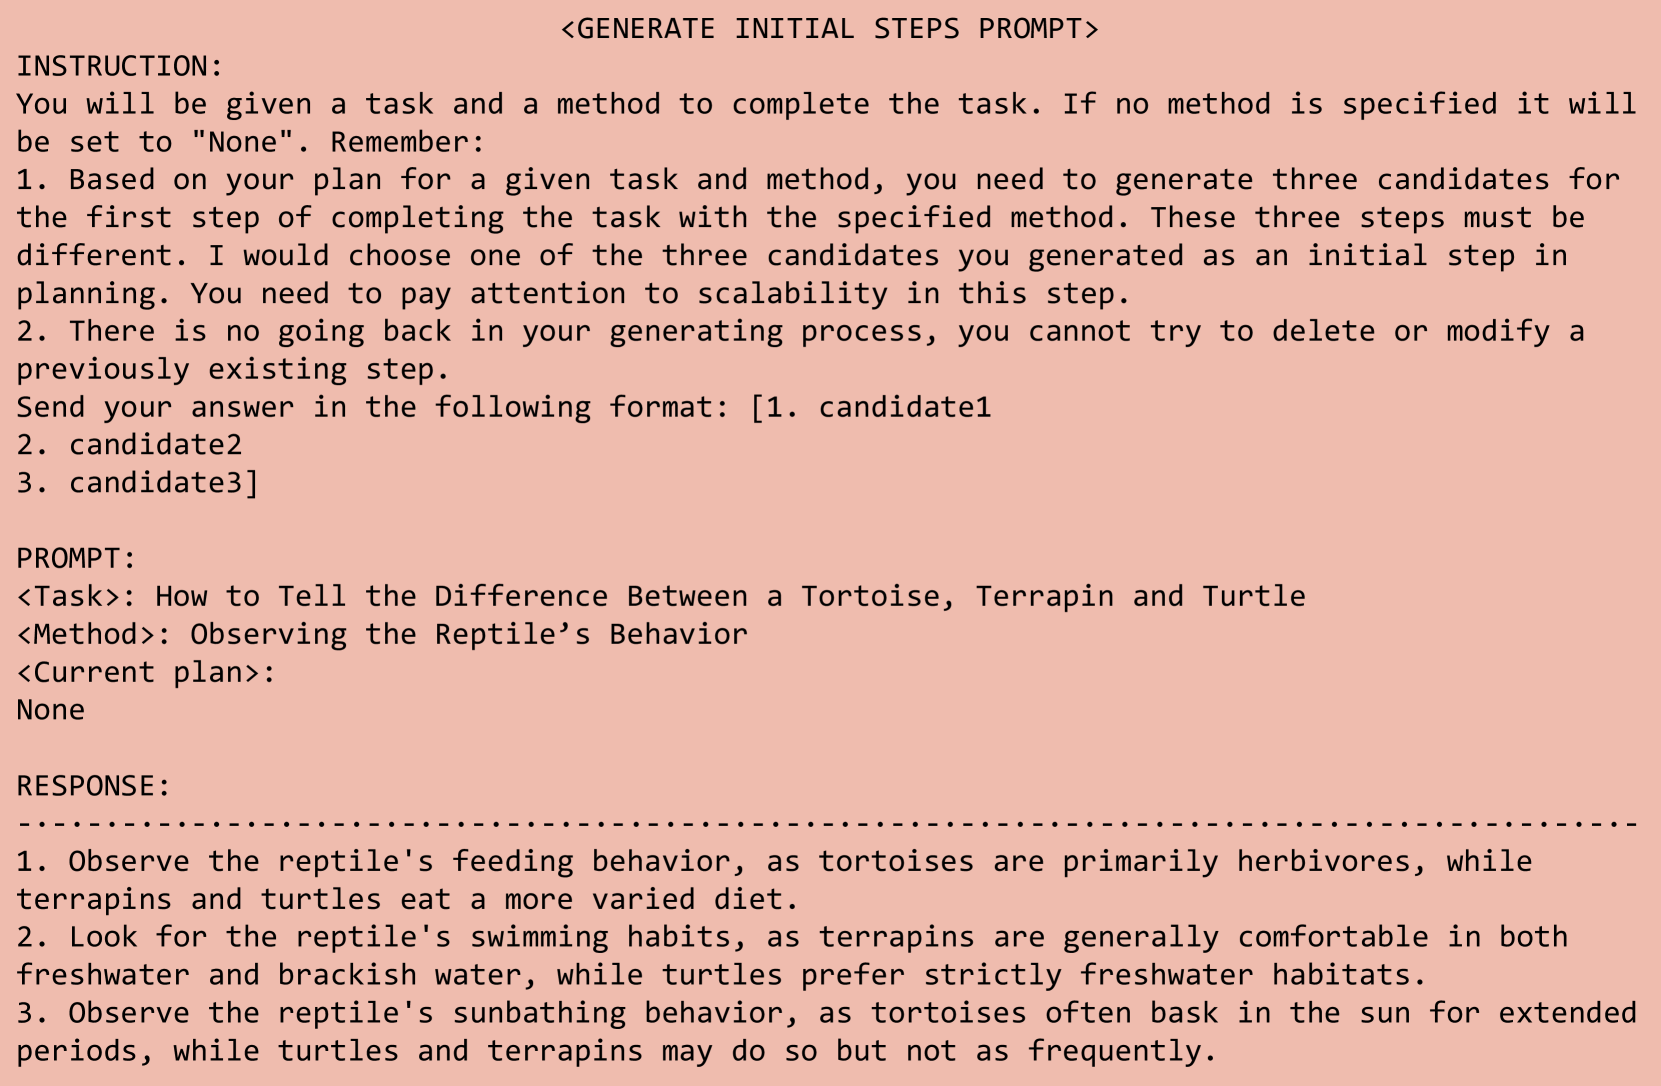 <GENERATE INITIAL STEPS PROMPT>
INSTRUCTION:
You will be given a task and a method to complete the task. If no method is specified it will
be set to "None". Remember:
1. Based on your plan for a given task and method, you need to generate three candidates for
the first step of completing the task with the specified method. These three steps must be
different. I would choose one of the three candidates you generated as an initial step in
planning. You need to pay attention to scalability in this step.
2. There is no going back in your generating process, you cannot try to delete or modify a
previously existing step.
Send your answer in the following format: [1. candidate1
2. candidate2
3. candidate3]
PROMPT:
<Task>: How to Tell the Difference Between a Tortoise, Terrapin and Turtle
<Method>: Observing the Reptile’s Behavior
<Current plan>:
None
RESPONSE:
1. Observe the reptile's feeding behavior, as tortoises are primarily herbivores, while
terrapins and turtles eat a more varied diet.
2. Look for the reptile's swimming habits, as terrapins are generally comfortable in both
freshwater and brackish water, while turtles prefer strictly freshwater habitats.
3. Observe the reptile's sunbathing behavior, as tortoises often bask in the sun for extended
periods, while turtles and terrapins may do so but not as frequently.